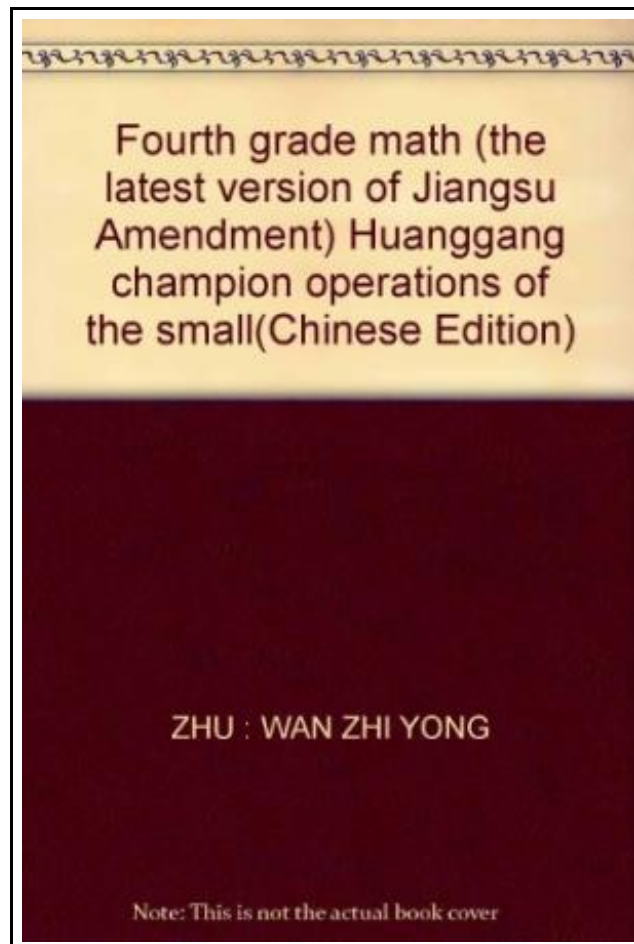 Fourth grade math (the
latest version of Jiangsu
Amendment) Huanggang
champion operations of
the small(Chinese Edition)
ZHU : WAN ZHI YONG
Note: This is not the actual book cover